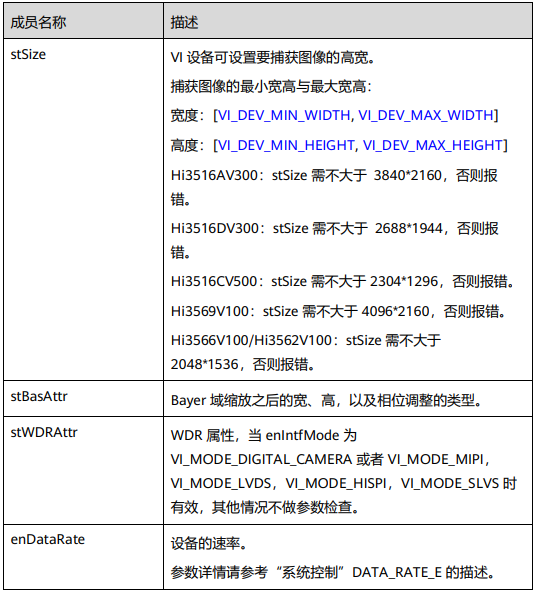 成员名称 描述
stSize VI 设备可设置要捕获图像的高宽。
捕获图像的最小宽高与最大宽高：
宽度：[VI_DEV_MIN_WIDTH, VI_DEV_MAX_WIDTH]
高度：[VI_DEV_MIN_HEIGHT, VI_DEV_MAX_HEIGHT]
Hi3516AV300：stSize 需不大于 3840*2160，否则报
错。
Hi3516DV300：stSize 需不大于 2688*1944，否则报
错。
Hi3516CV500：stSize 需不大于 2304*1296，否则报错。
Hi3569V100：stSize 需不大于 4096*2160，否则报错。
Hi3566V100/Hi3562V100：stSize 需不大于
2048*1536，否则报错。
stBasAttr Bayer 域缩放之后的宽、高，以及相位调整的类型。
stWDRAttr WDR 属性，当 enIntfMode 为
VI_MODE_DIGITAL_CAMERA 或者 VI_MODE_MIPI，
VI_MODE_LVDS，VI_MODE_HISPI，VI_MODE_SLVS 时
有效，其他情况不做参数检查。
enDataRate 设备的速率。
参数详情请参考“系统控制”DATA_RATE_E 的描述。